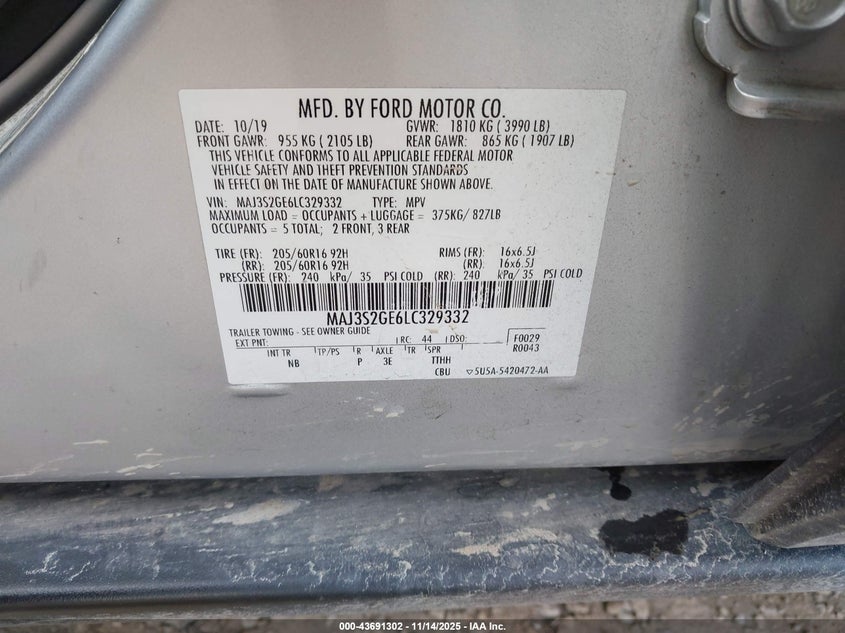 MFD. BY FORD MOTOR CO.
DATE: 10/19 GVWR: 1810 KG ( 3990 LB)
FRONT GAWR: 955 KG ( 2105 LB) REAR GAWR: 865 KG ( 1907 LB)
THIS VEHICLE CONFORMS TO ALL APPLICABLE FEDERAL MOTOR
VEHICLE SAFETY AND THEFT PREVENTION STANDARDS
IN EFFECT ON THE DATE OF MANUFACTURE SHOWN ABOVE.
VIN: MAJ3S2GE6LC329332 TYPE: MPV
MAXIMUM LOAD = OCCUPANTS + LUGGAGE = 375KG/ 827LB
OCCUPANTS = 5 TOTAL; 2 FRONT, 3 REAR
TIRE (FR): 205/60R16 92H RIMS (FR): 16x6.5J
(RR): 205/60R16 92H (RR): 16x6.5J
PRESSURE (FR): 240 kPa/ 35 PSI COLD (RR): 240 kPa/ 35 PSI COLD
MAJ3S2GE6LC329332
TRAILER TOWING - SEE OWNER GUIDE
EXT PNT: RC: 44 DSO: F0029
R0043
INT TR TP/PS R AXLE TR SPR
NB P 3E TTHH
CBU ▽5U5A-5420472-AA
000-43691302 - 11/14/2025 - IAA Inc.